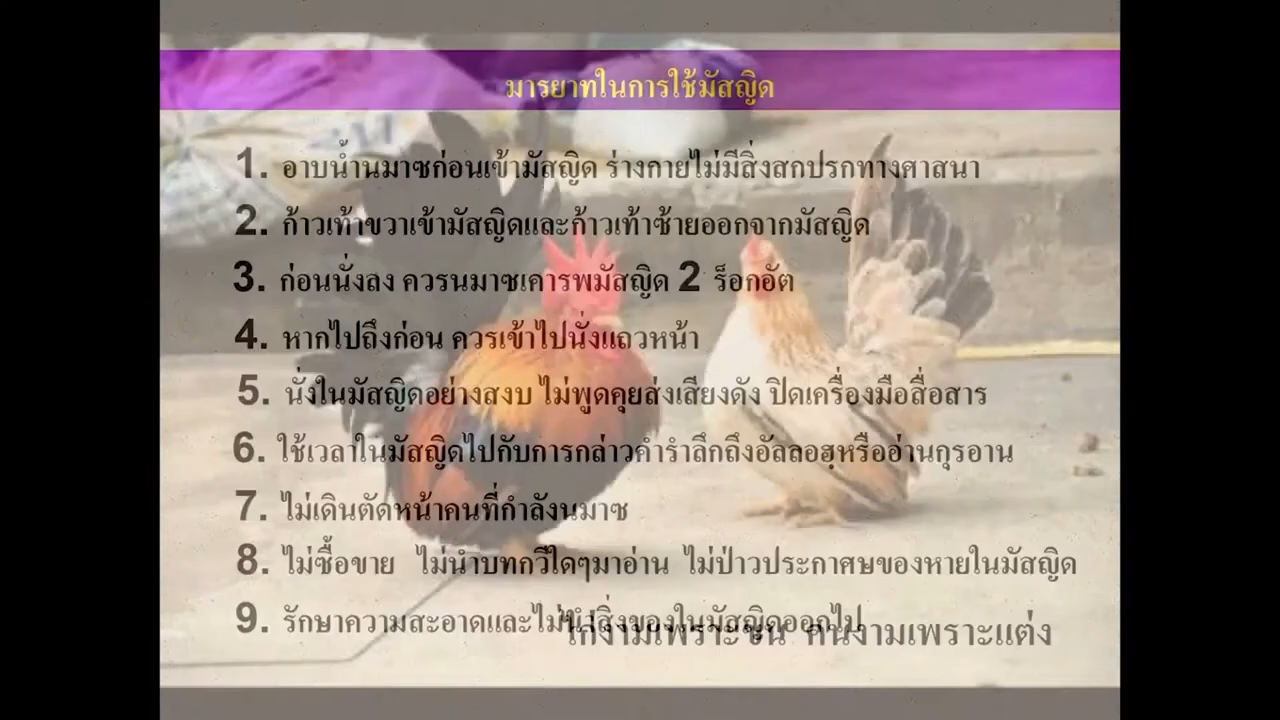 มารยาทในการใช้มัสญิด
1. อาบน้ำนมาซก่อนเข้ามัสญิด ร่างกายไม่มีสิ่งสกปรกทางศาสนา
2. ก้าวเท้าขวาเข้ามัสญิดและก้าวเท้าซ้ายออกจากมัสญิด
3. ก่อนนั่งลง ควรนมาซเคารพมัสญิด 2 ร็อกอัต
4. หากไปถึงก่อน ควรเข้าไปนั่งแถวหน้า
5. นั่งในมัสญิดอย่างสงบ ไม่พูดคุยส่งเสียงดัง ปิดเครื่องมือสื่อสาร
6. ใช้เวลาในมัสญิดไปกับการกล่าวคำรำลึกถึงอัลลอฮฺหรืออ่านกุรอาน
7. ไม่เดินตัดหน้าคนที่กำลังนมาซ
8. ไม่ซื้อขาย ไม่นำบทกวีใดๆมาอ่าน ไม่ป่าวประกาศษของหายในมัสญิด
9. รักษาความสะอาดและไม่นำสิ่งของในมัสญิดออกไป
ไก่งามเพราะขน คนงามเพราะแต่ง